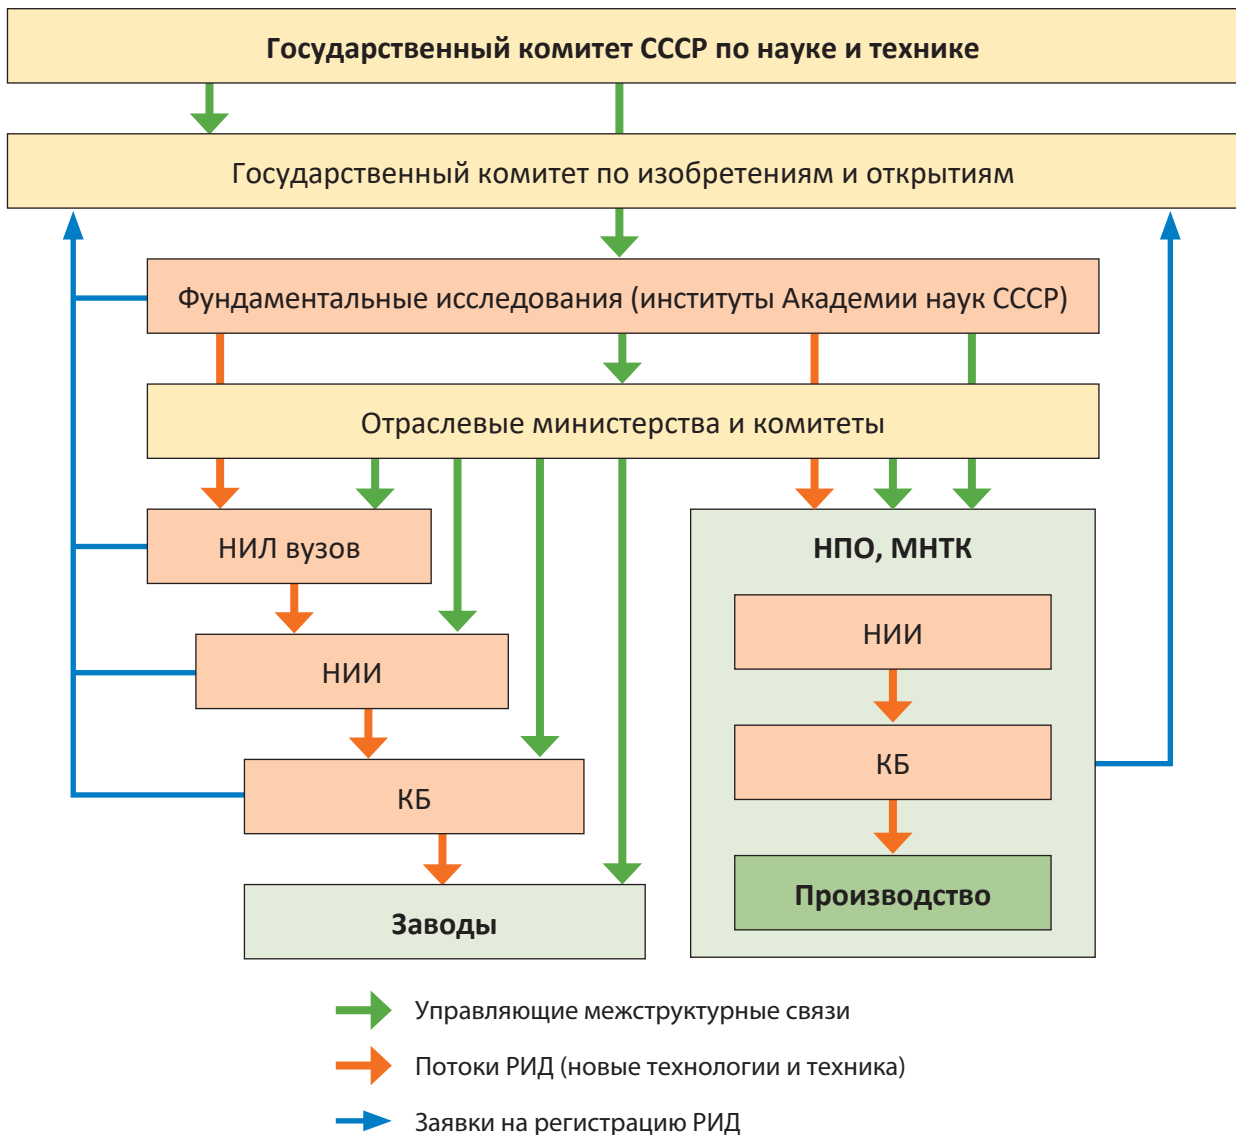 Государственный комитет СССР по науке и технике
Государственный комитет по изобретениям и открытиям
Фундаментальные исследования (институты Академии наук СССР)
Отраслевые министерства и комитеты
НИЛ вузов
НИИ
КБ
Заводы
НПО, МНТК
НИИ
КБ
Производство
Управляющие межструктурные связи
Потоки РИД (новые технологии и техника)
Заявки на регистрацию РИД